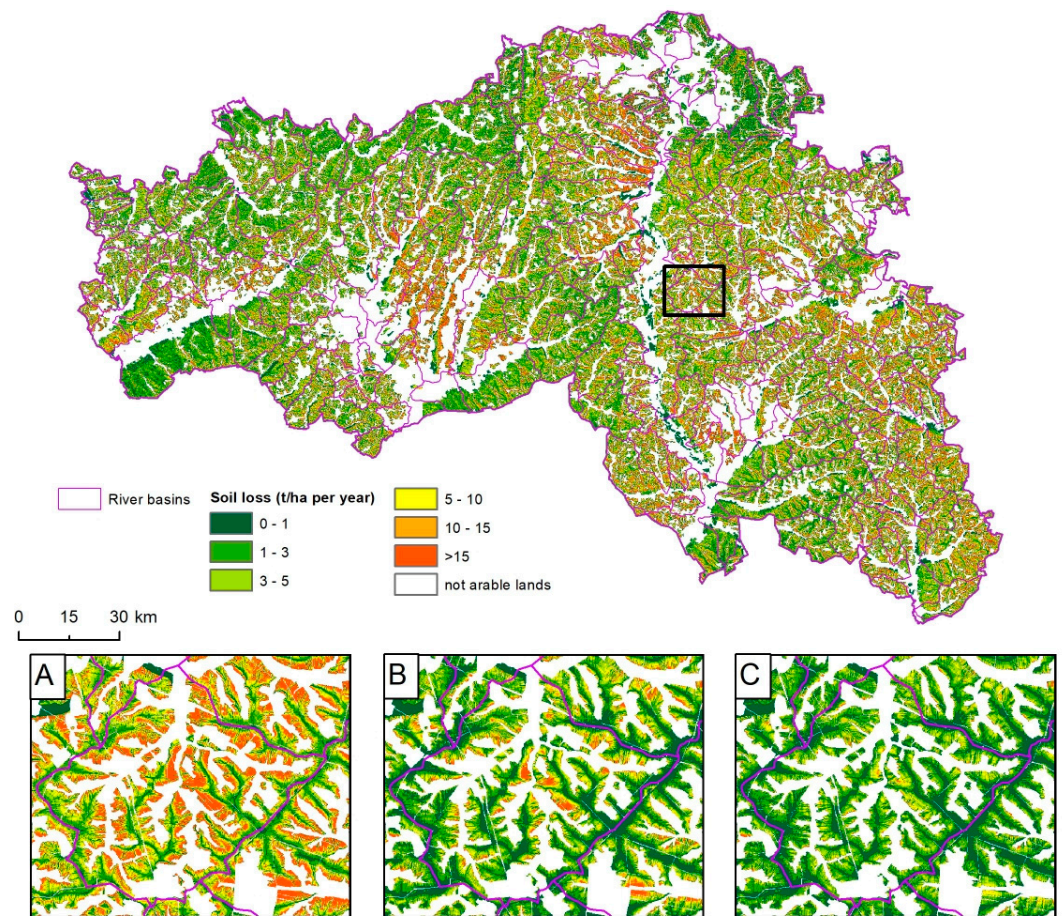 River basins
Soil loss (t/ha per year)
0 - 1
1 - 3
3 - 5
5 - 10
10 - 15
>15
not arable lands
0 15 30 km
A
B
C